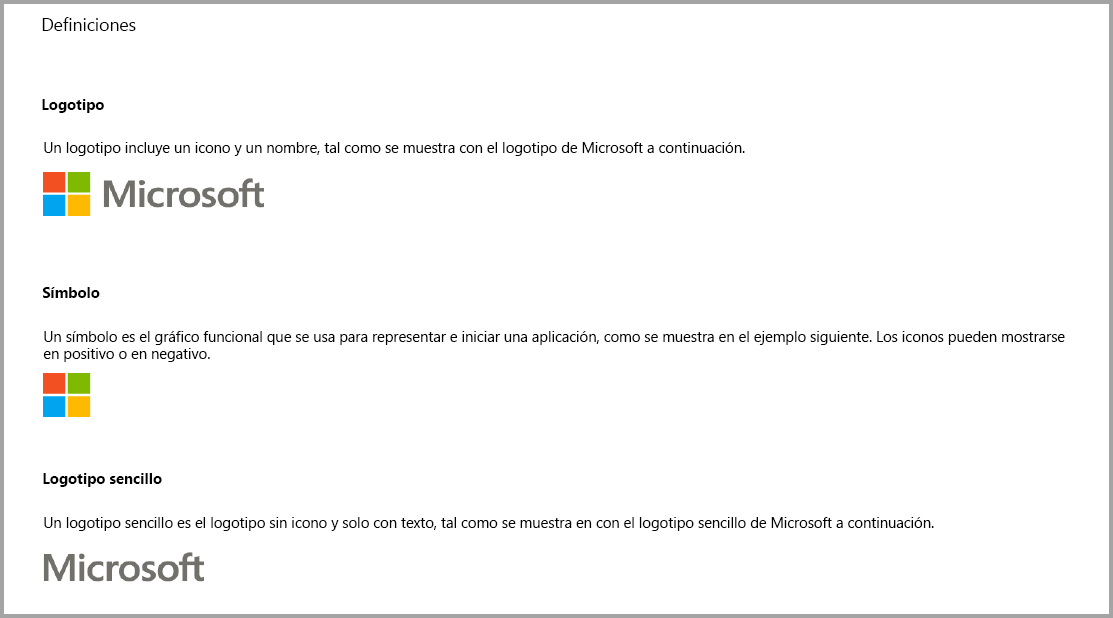 Definiciones
Logotipo
Un logotipo incluye un icono y un nombre, tal como se muestra con el logotipo de Microsoft a continuación.
Microsoft
Símbolo
Un símbolo es el gráfico funcional que se usa para representar e iniciar una aplicación, como se muestra en el ejemplo siguiente. Los iconos pueden mostrarse
en positivo o en negativo.
Logotipo sencillo
Un logotipo sencillo es el logotipo sin icono y solo con texto, tal como se muestra en con el logotipo sencillo de Microsoft a continuación.
Microsoft